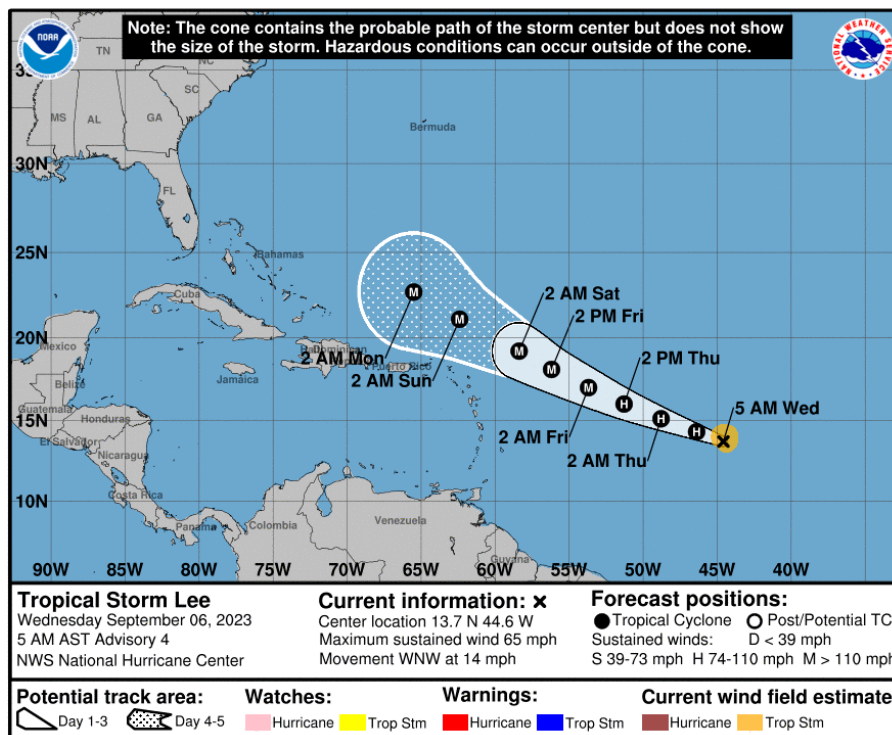 Note: The cone contains the probable path of the storm center but does not show
the size of the storm. Hazardous conditions can occur outside of the cone.
NOAA
NATIONAL WEATHER SERVICE
TN
NC
SC
MS
AL
GA
FL
Bermuda
30N
25N
20N
15N
10N
Bahamas
Cuba
Mexico
Jamaica
Puerto Rico
Belize
Guatemala
Honduras
El Salvador
Nicaragua
Costa Rica
Panama
Colombia
Venezuela
Guyana
M
M
M
M
M
H
H
H
2 AM Sat
2 PM Fri
2 PM Thu
5 AM Wed
2 AM Mon
2 AM Sun
2 AM Fri
2 AM Thu
90W 85W 80W 75W 70W 65W 60W 55W 50W 45W 40W
Tropical Storm Lee
Wednesday September 06, 2023
5 AM AST Advisory 4
NWS National Hurricane Center
Current information: ×
Center location 13.7 N 44.6 W
Maximum sustained wind 65 mph
Movement WNW at 14 mph
Forecast positions:
Tropical Cyclone Post/Potential TC
Sustained winds: D < 39 mph
S 39-73 mph H 74-110 mph M > 110 mph
Potential track area:
Day 1-3 Day 4-5
Watches:
Hurricane Trop Stm
Warnings:
Hurricane Trop Stm
Current wind field estimate
Hurricane Trop Stm